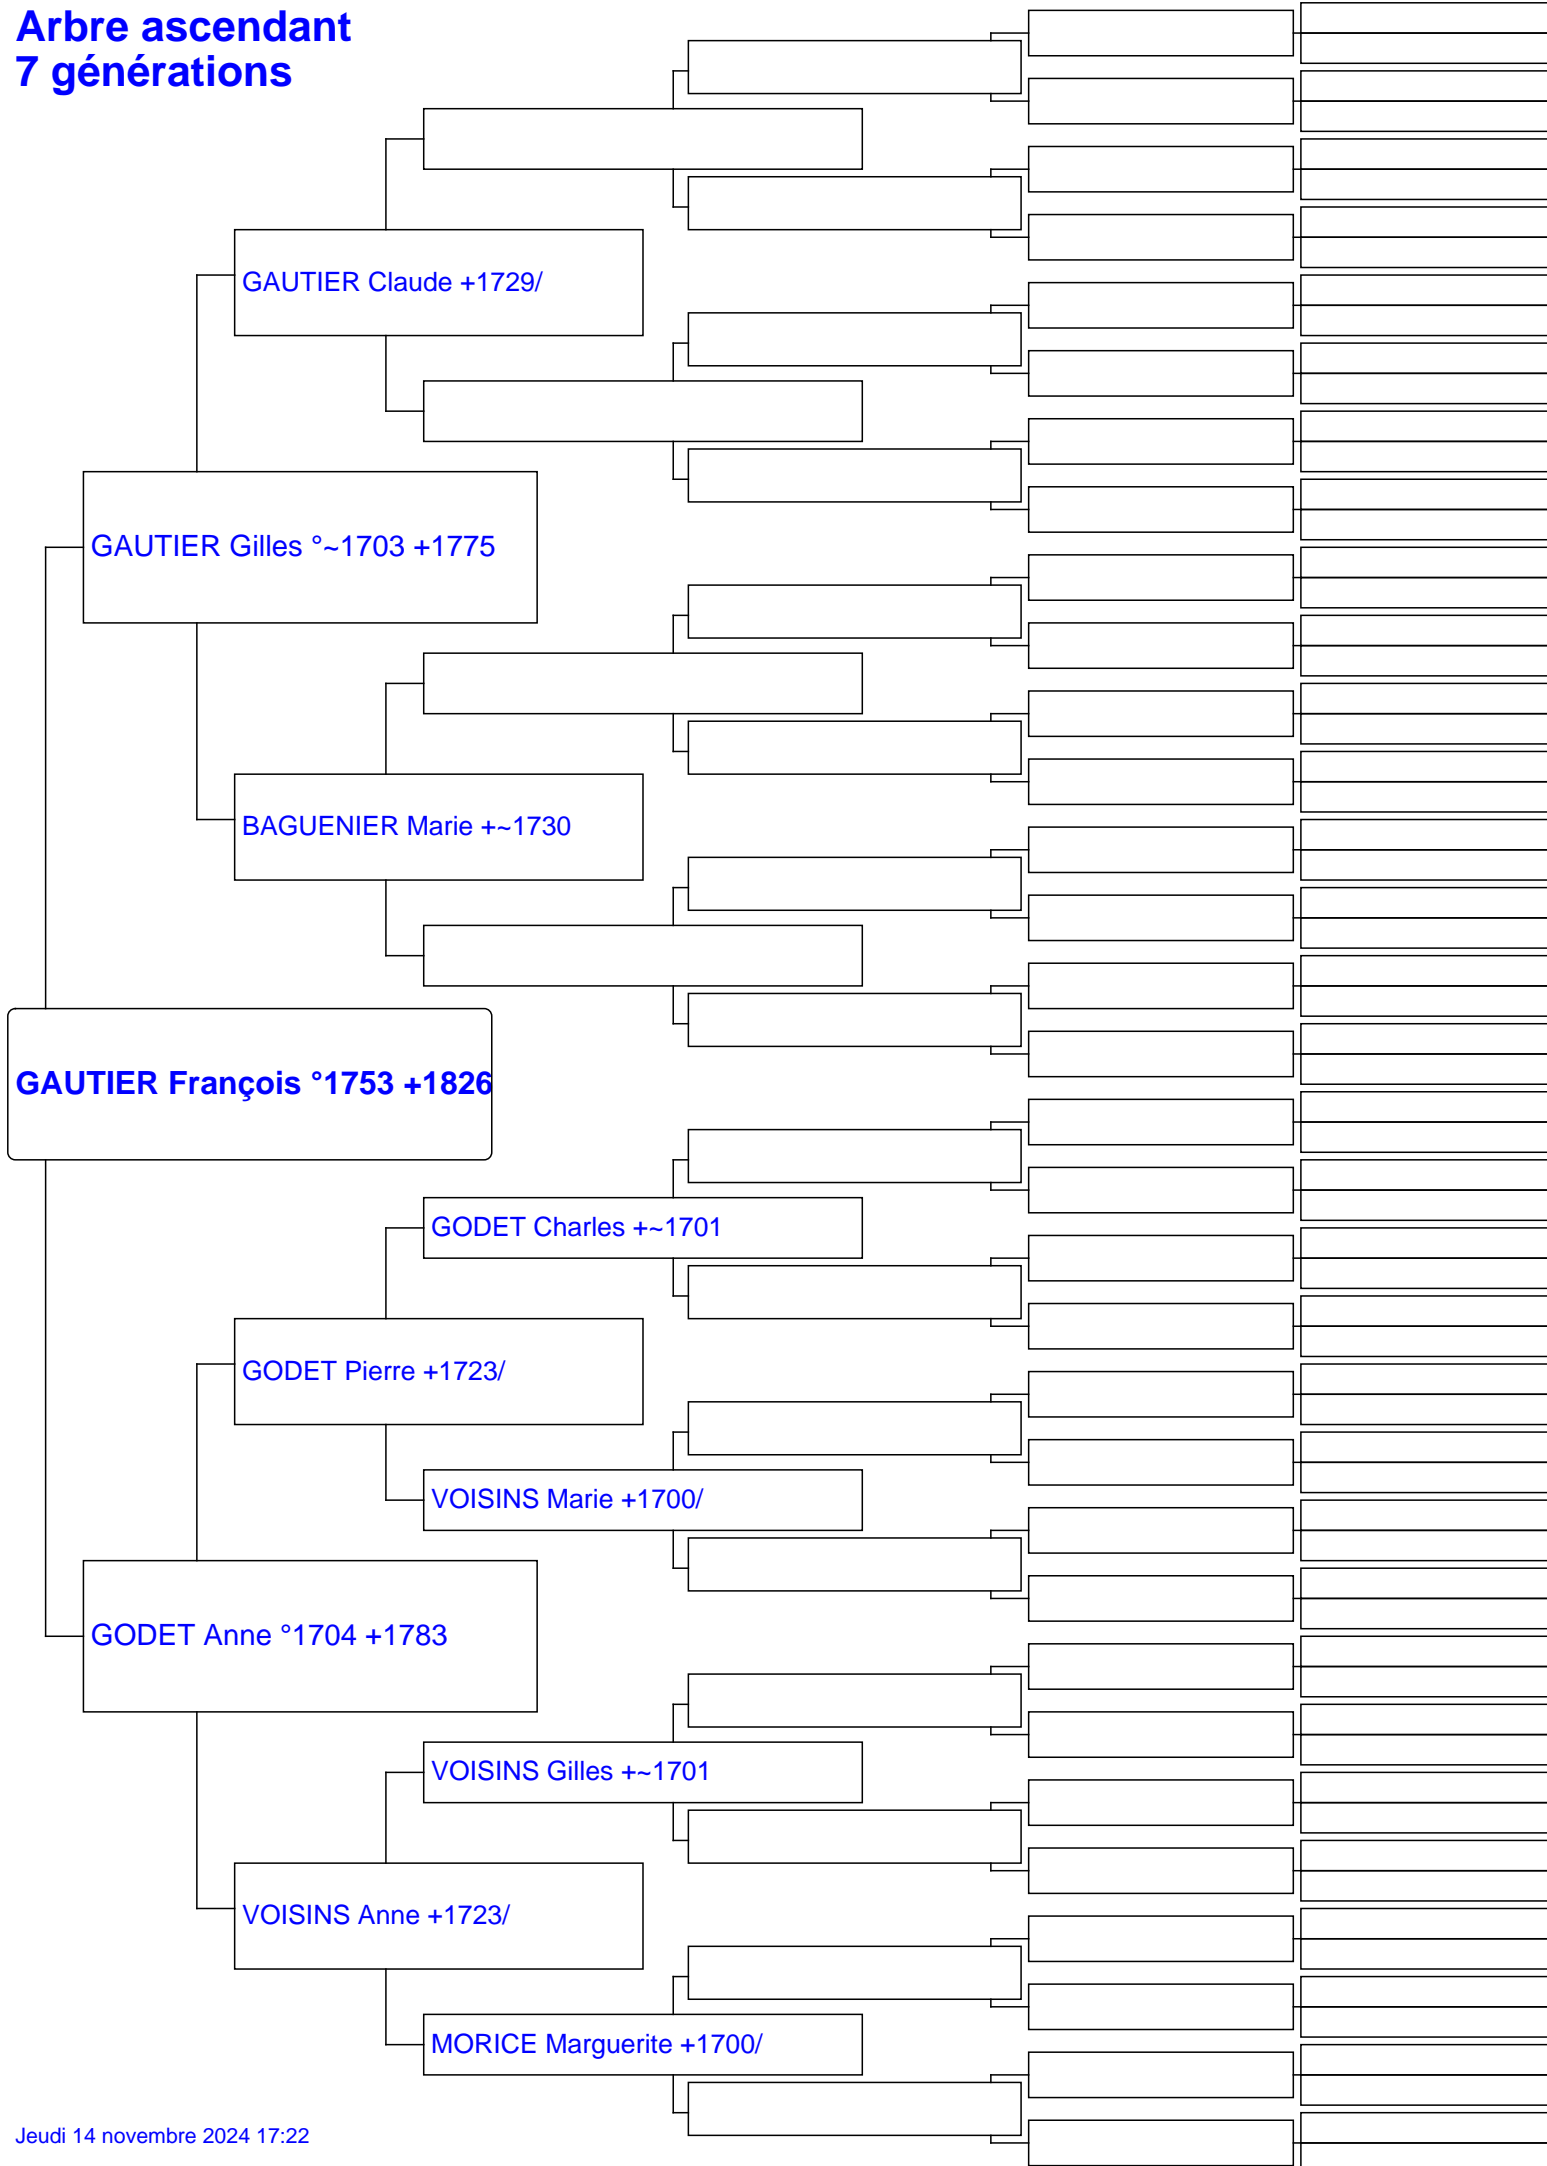 Arbre ascendant
7 générations
GAUTIER Claude +1729/
GAUTIER Gilles °~1703 +1775
BAGUENIER Marie +~1730
GAUTIER François °1753 +1826
GODET Charles +~1701
GODET Pierre +1723/
VOISINS Marie +1700/
GODET Anne °1704 +1783
VOISINS Gilles +~1701
VOISINS Anne +1723/
MORICE Marguerite +1700/
Jeudi 14 novembre 2024 17:22